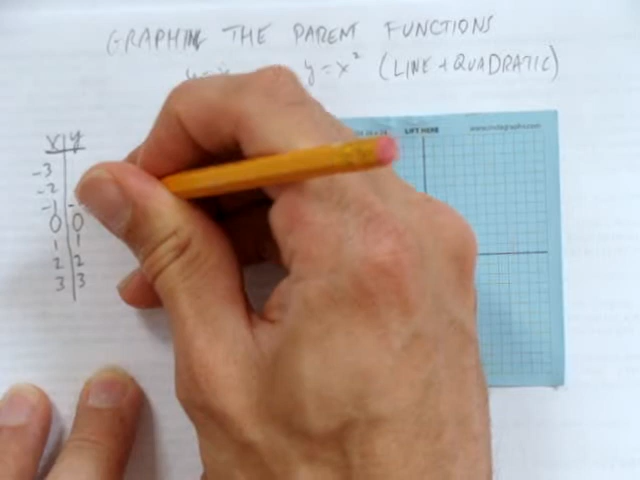 GRAPHING THE PARENT FUNCTIONS
y=x² (LINE + QUADRATIC)
LIFT HERE
x y
-3
-2
-1 -
0 0
1 1
2 2
3 3